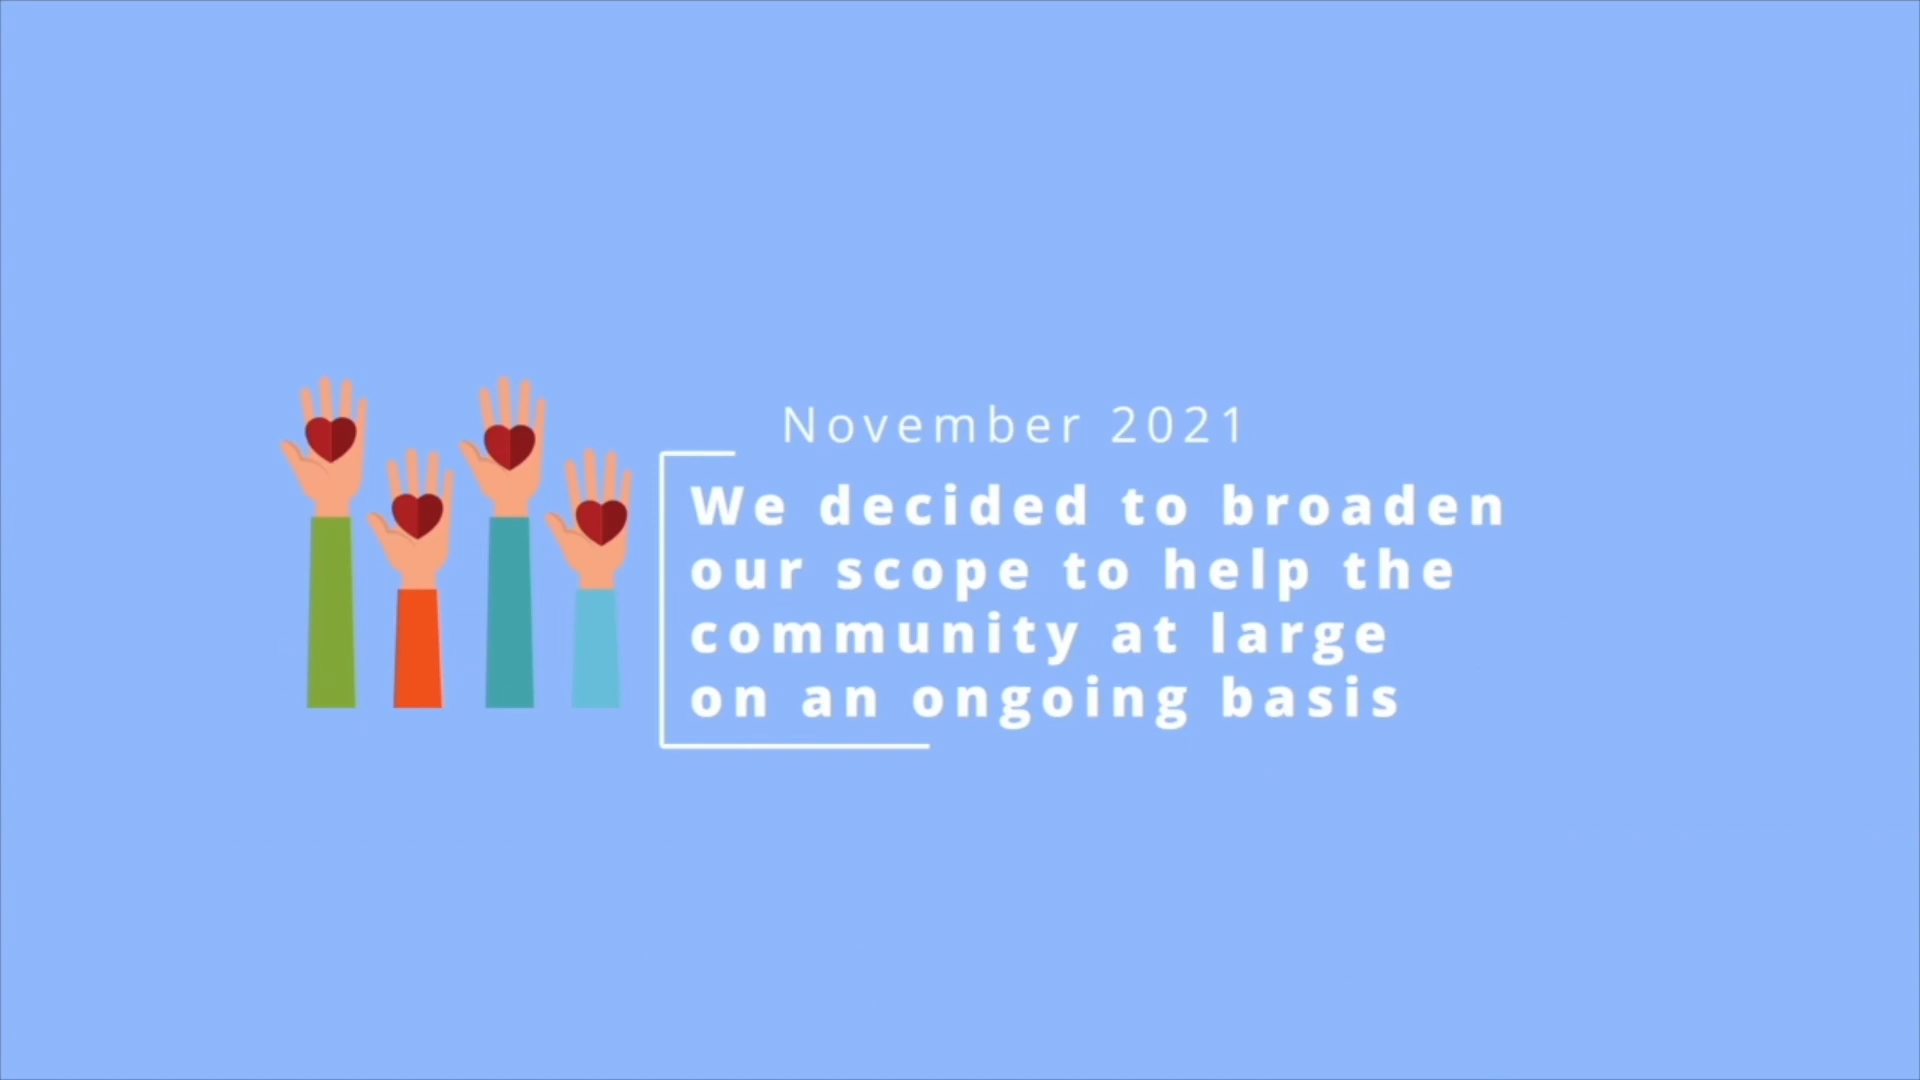 November 2021
We decided to broaden
our scope to help the
community at large
on an ongoing basis